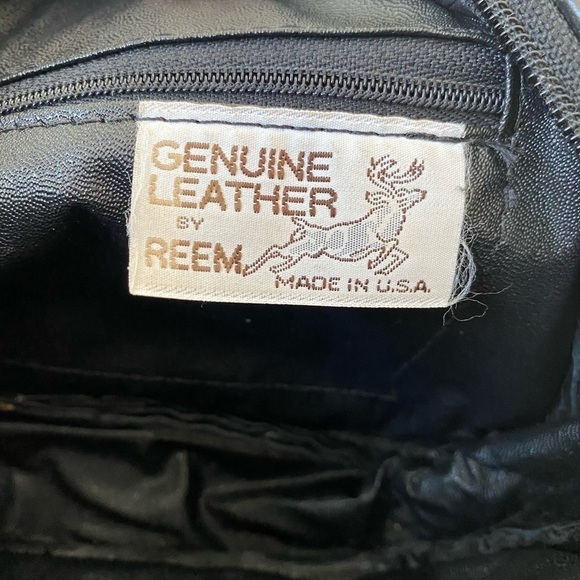 GENUINE
LEATHER
BY
REEM
MADE IN U.S.A.